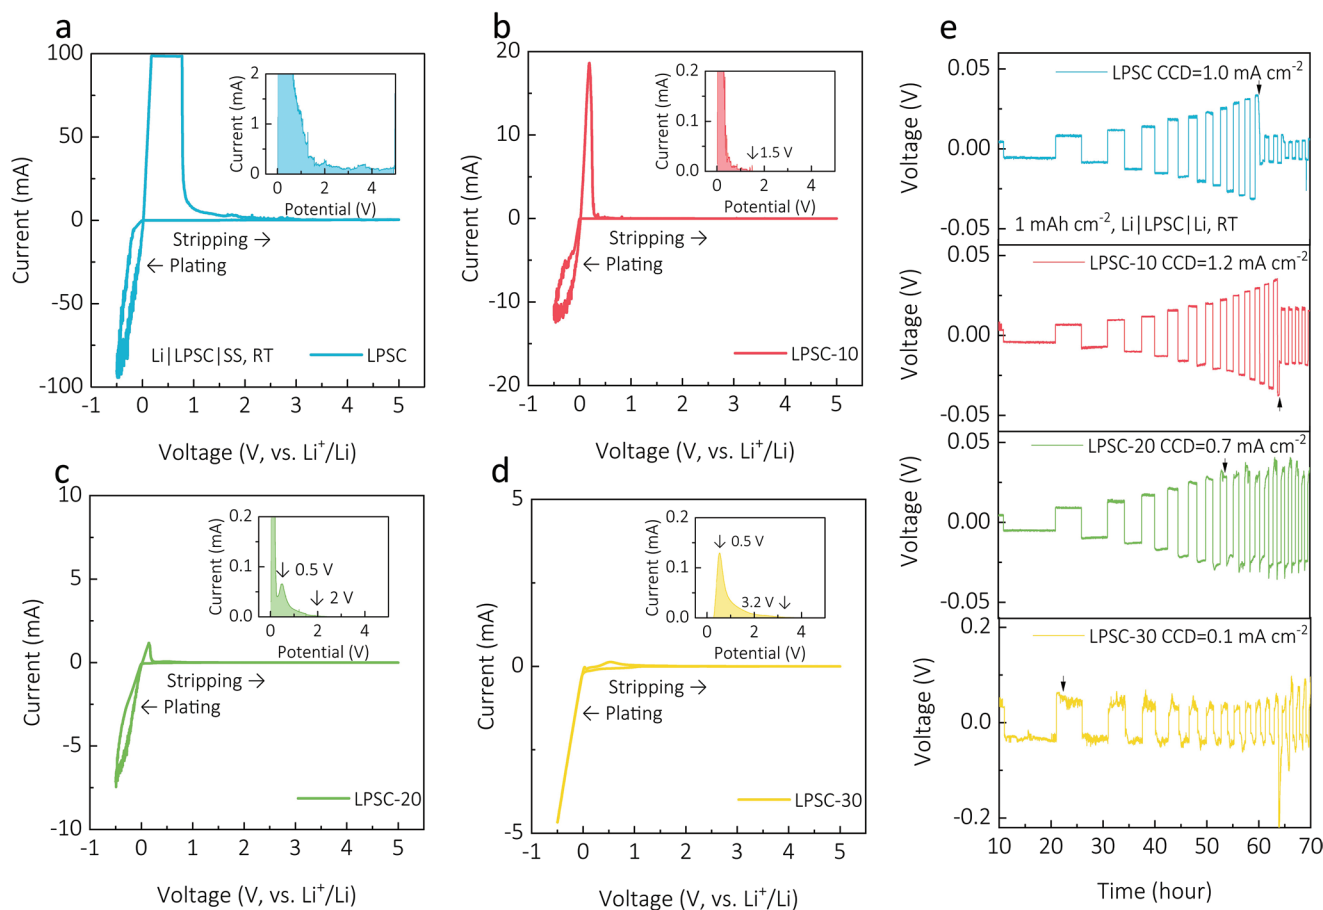 a
100
50
0
-50
-100
Current (mA)
-1 0 1 2 3 4 5
Voltage (V, vs. Li⁺/Li)
Stripping →
← Plating
Li|LPSC|SS, RT
LPSC
2
1
0
Current (mA)
0 2 4
Potential (V)
b
20
10
0
-10
-20
Current (mA)
-1 0 1 2 3 4 5
Voltage (V, vs. Li⁺/Li)
Stripping →
← Plating
LPSC-10
0.2
0.1
0.0
Current (mA)
↓1.5 V
0 2 4
Potential (V)
c
10
5
0
-5
-10
Current (mA)
-1 0 1 2 3 4 5
Voltage (V, vs. Li⁺/Li)
Stripping →
← Plating
LPSC-20
0.2
0.1
0.0
Current (mA)
↓ 0.5 V
↓ 2 V
0 2 4
Potential (V)
d
5
0
-5
Current (mA)
-1 0 1 2 3 4 5
Voltage (V, vs. Li⁺/Li)
Stripping →
← Plating
LPSC-30
0.2
0.1
0.0
Current (mA)
↓ 0.5 V
3.2 V ↓
0 2 4
Potential (V)
e
0.05
0.00
-0.05
Voltage (V)
LPSC CCD=1.0 mA cm⁻²
1 mAh cm⁻², Li|LPSC|Li, RT
0.00
-0.05
Voltage (V)
LPSC-10 CCD=1.2 mA cm⁻²
0.05
0.00
-0.05
Voltage (V)
LPSC-20 CCD=0.7 mA cm⁻²
0.2
0.0
-0.2
Voltage (V)
LPSC-30 CCD=0.1 mA cm⁻²
10 20 30 40 50 60 70
Time (hour)